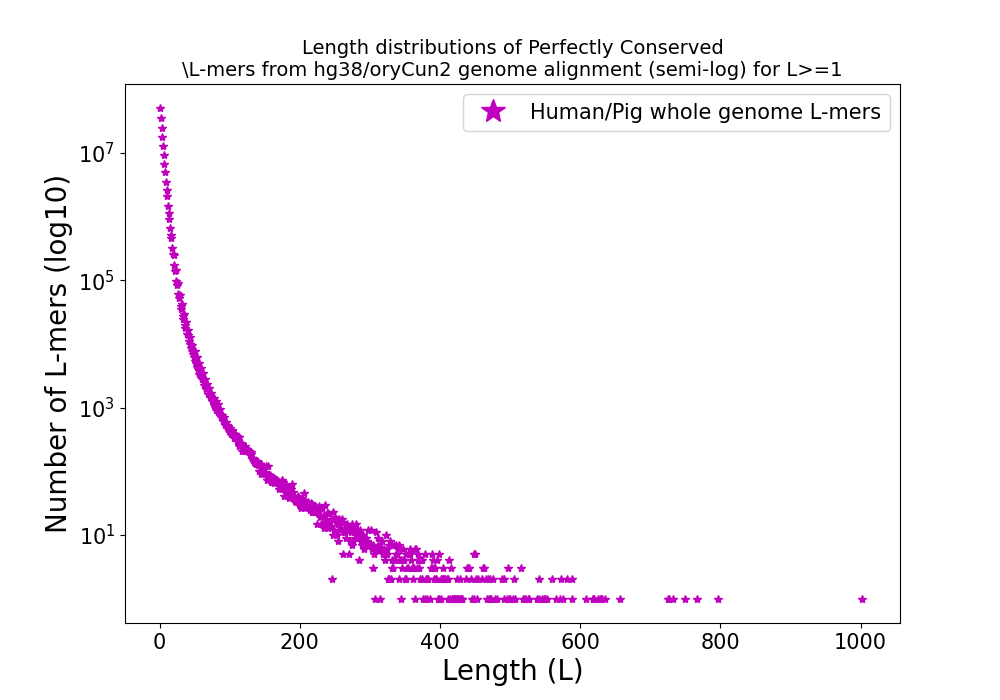 Length distributions of Perfectly Conserved
\L-mers from hg38/oryCun2 genome alignment (semi-log) for L>=1
Human/Pig whole genome L-mers
Number of L-mers (log10)
10^7
10^5
10^3
10^1
0 200 400 600 800 1000
Length (L)